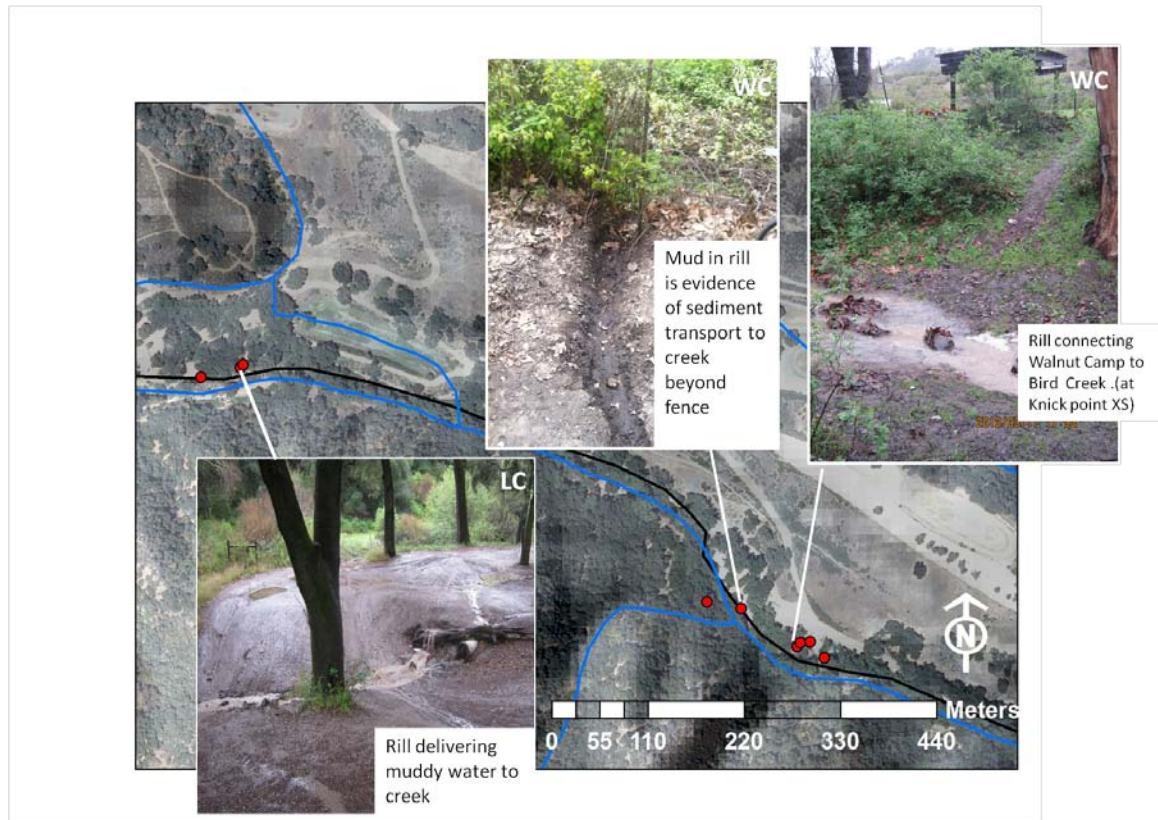 WC
WC
Mud in rill
is evidence
of sediment
transport to
creek
beyond
fence
Rill connecting
Walnut Camp to
Bird Creek .(at
Knick point XS)
LC
Rill delivering
muddy water to
creek
N
Meters
0 55 110 220 330 440